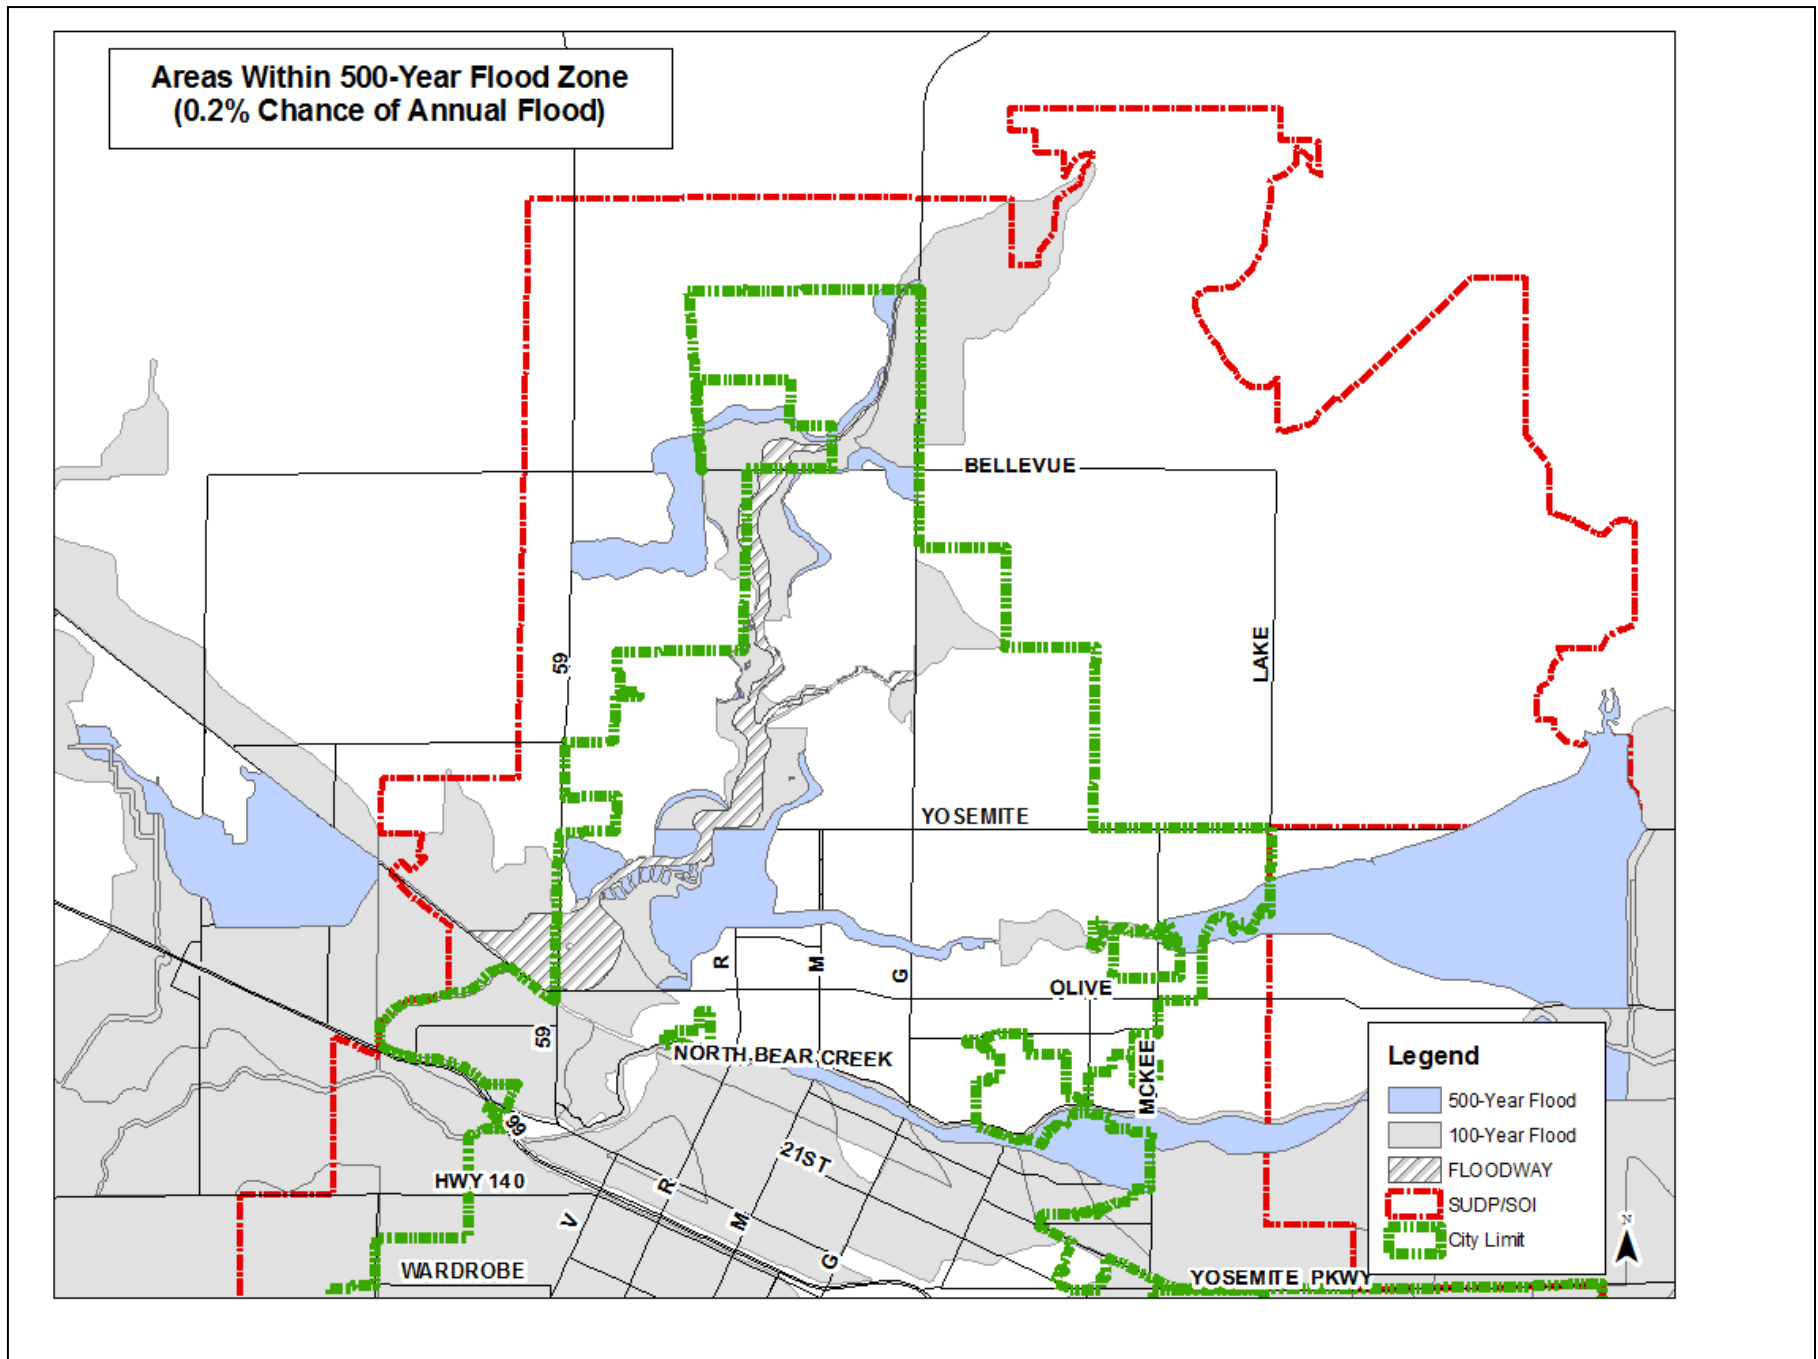 Areas Within 500-Year Flood Zone
(0.2% Chance of Annual Flood)
BELLEVUE
59
LAKE
YOSEMITE
R
M
G
OLIVE
59
NORTH BEAR CREEK
MCKEE
99
21ST
HWY 140
V
R
M
G
WARDROBE
YOSEMITE PKWY
Legend
500-Year Flood
100-Year Flood
FLOODWAY
SUDP/SOI
City Limit
N